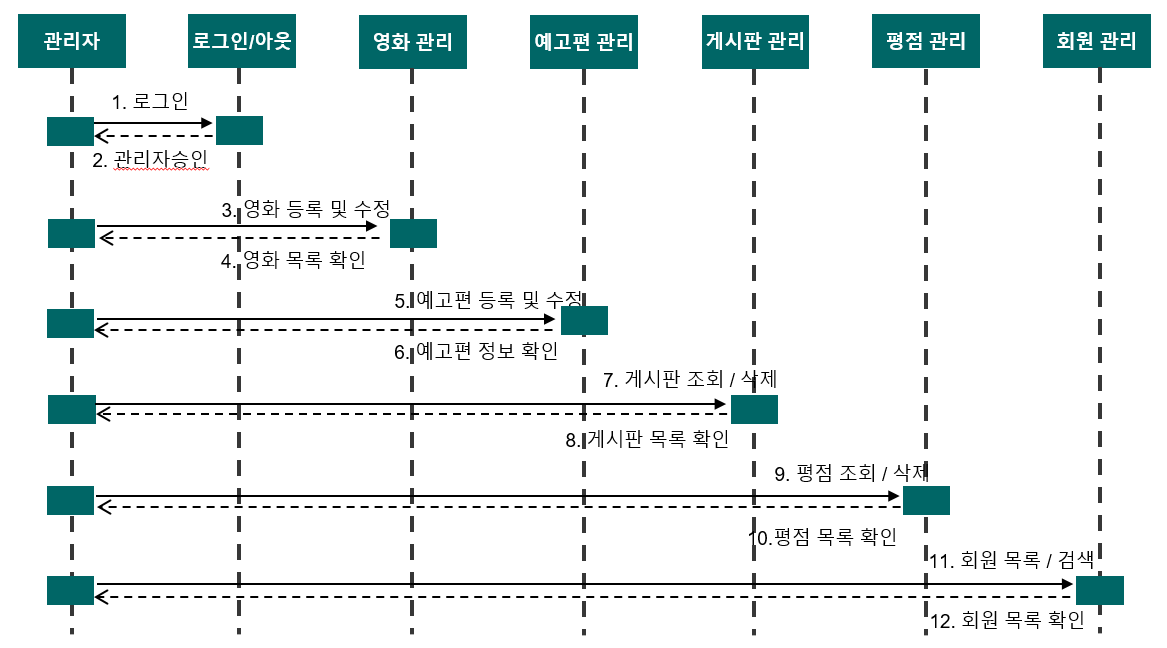 관리자
로그인/아웃
영화 관리
예고편 관리
게시판 관리
평점 관리
회원 관리
1. 로그인
2. 관리자승인
3. 영화 등록 및 수정
4. 영화 목록 확인
5. 예고편 등록 및 수정
6. 예고편 정보 확인
7. 게시판 조회 / 삭제
8. 게시판 목록 확인
9. 평점 조회 / 삭제
10.평점 목록 확인
11. 회원 목록 / 검색
12. 회원 목록 확인